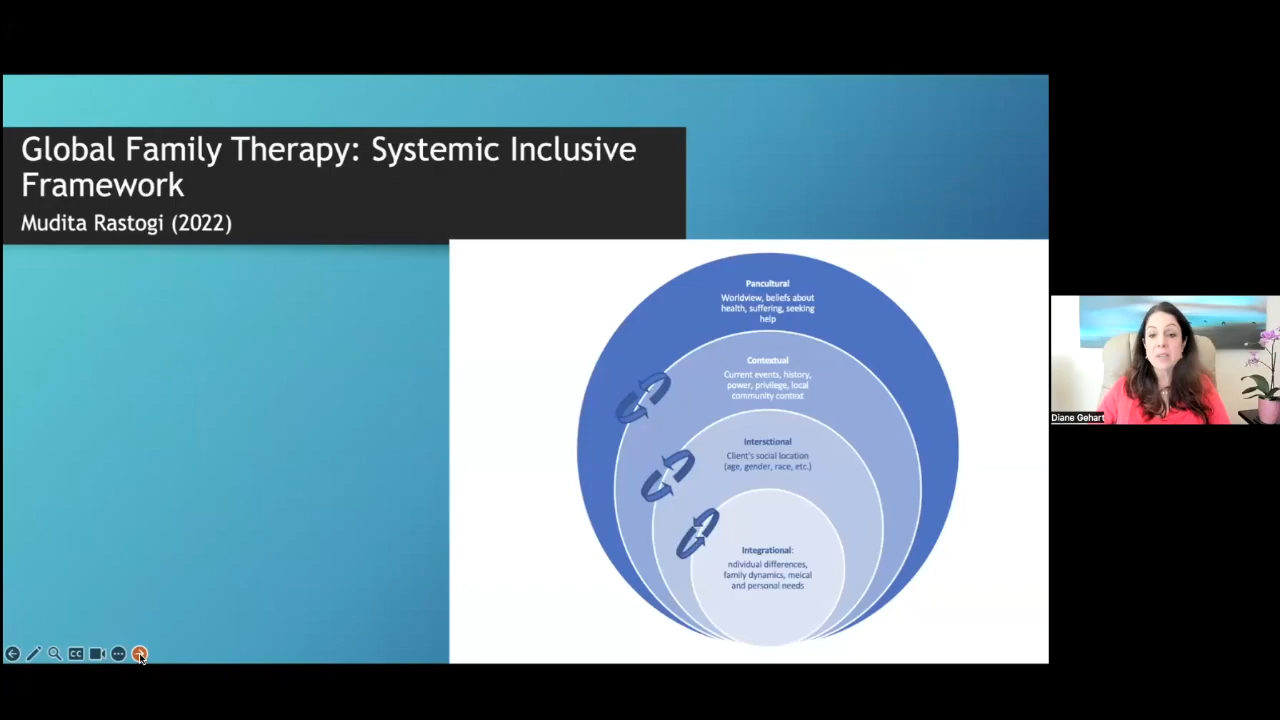 Global Family Therapy: Systemic Inclusive
Framework
Mudita Rastogi (2022)
Pancultural
Worldview, beliefs about
health, suffering, seeking
help
Contextual
Current events, history,
power, privilege, local
community context
Intersctional
Client's social location
(age, gender, race, etc.)
Integrational:
ndividual differences,
family dynamics, meical
and personal needs
Diane Gehart
CC